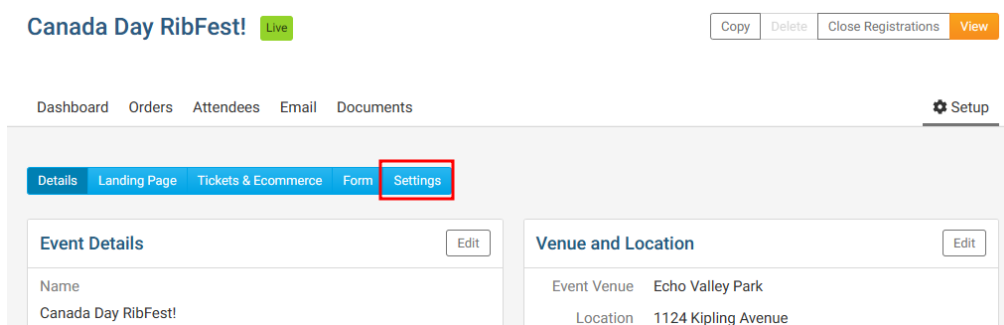 Canada Day RibFest! Live
Copy Delete Close Registrations View
Dashboard Orders Attendees Email Documents Setup
Details Landing Page Tickets & Ecommerce Form Settings
Event Details Edit
Name
Canada Day RibFest!
Venue and Location Edit
Event Venue Echo Valley Park
Location 1124 Kipling Avenue